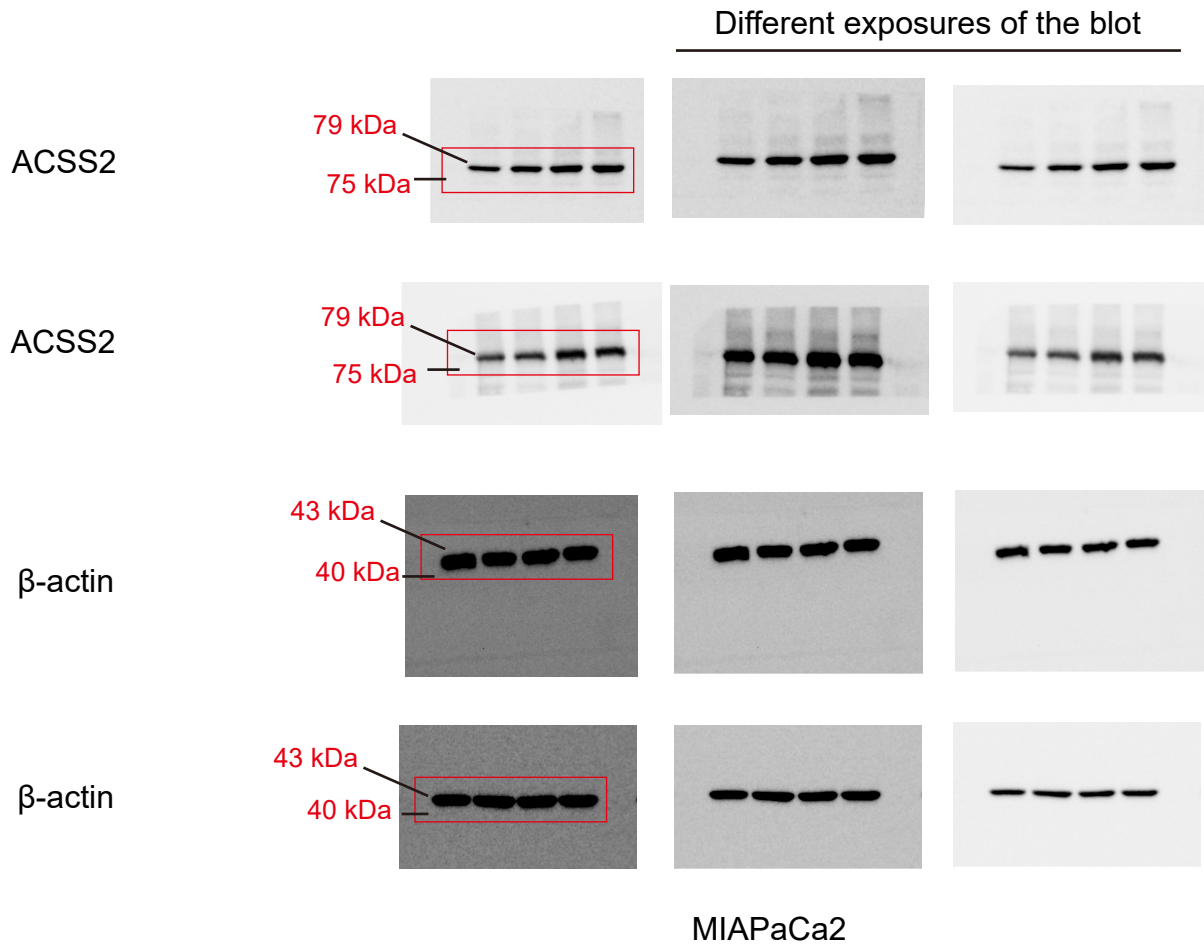 Different exposures of the blot
ACSS2
79 kDa
75 kDa
ACSS2
79 kDa
75 kDa
β-actin
43 kDa
40 kDa
β-actin
43 kDa
40 kDa
MIAPaCa2